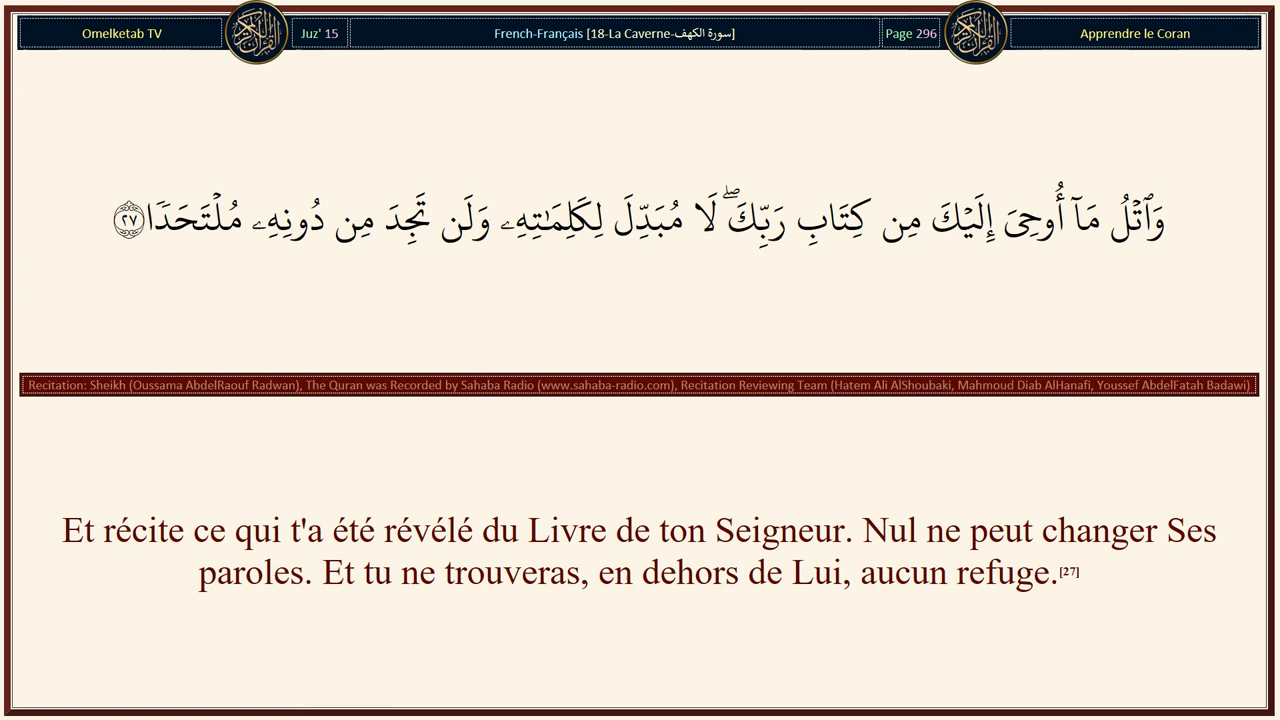 Omelketab TV
Juz' 15
French-Français [18-La Caverne-سورة الكهف]
Page 296
Apprendre le Coran
وَٱتۡلُ مَآ أُوحِيَ إِلَيۡكَ مِن كِتَابِ رَبِّكَۖ لَا مُبَدِّلَ لِكَلِمَٰتِهِۦ وَلَن تَجِدَ مِن دُونِهِۦ مُلۡتَحَدٗا ٢٧
Recitation: Sheikh (Oussama AbdelRaouf Radwan), The Quran was Recorded by Sahaba Radio (www.sahaba-radio.com), Recitation Reviewing Team (Hatem Ali AlShoubaki, Mahmoud Diab AlHanafi, Youssef AbdelFatah Badawi)
Et récite ce qui t'a été révélé du Livre de ton Seigneur. Nul ne peut changer Ses
paroles. Et tu ne trouveras, en dehors de Lui, aucun refuge.[27]